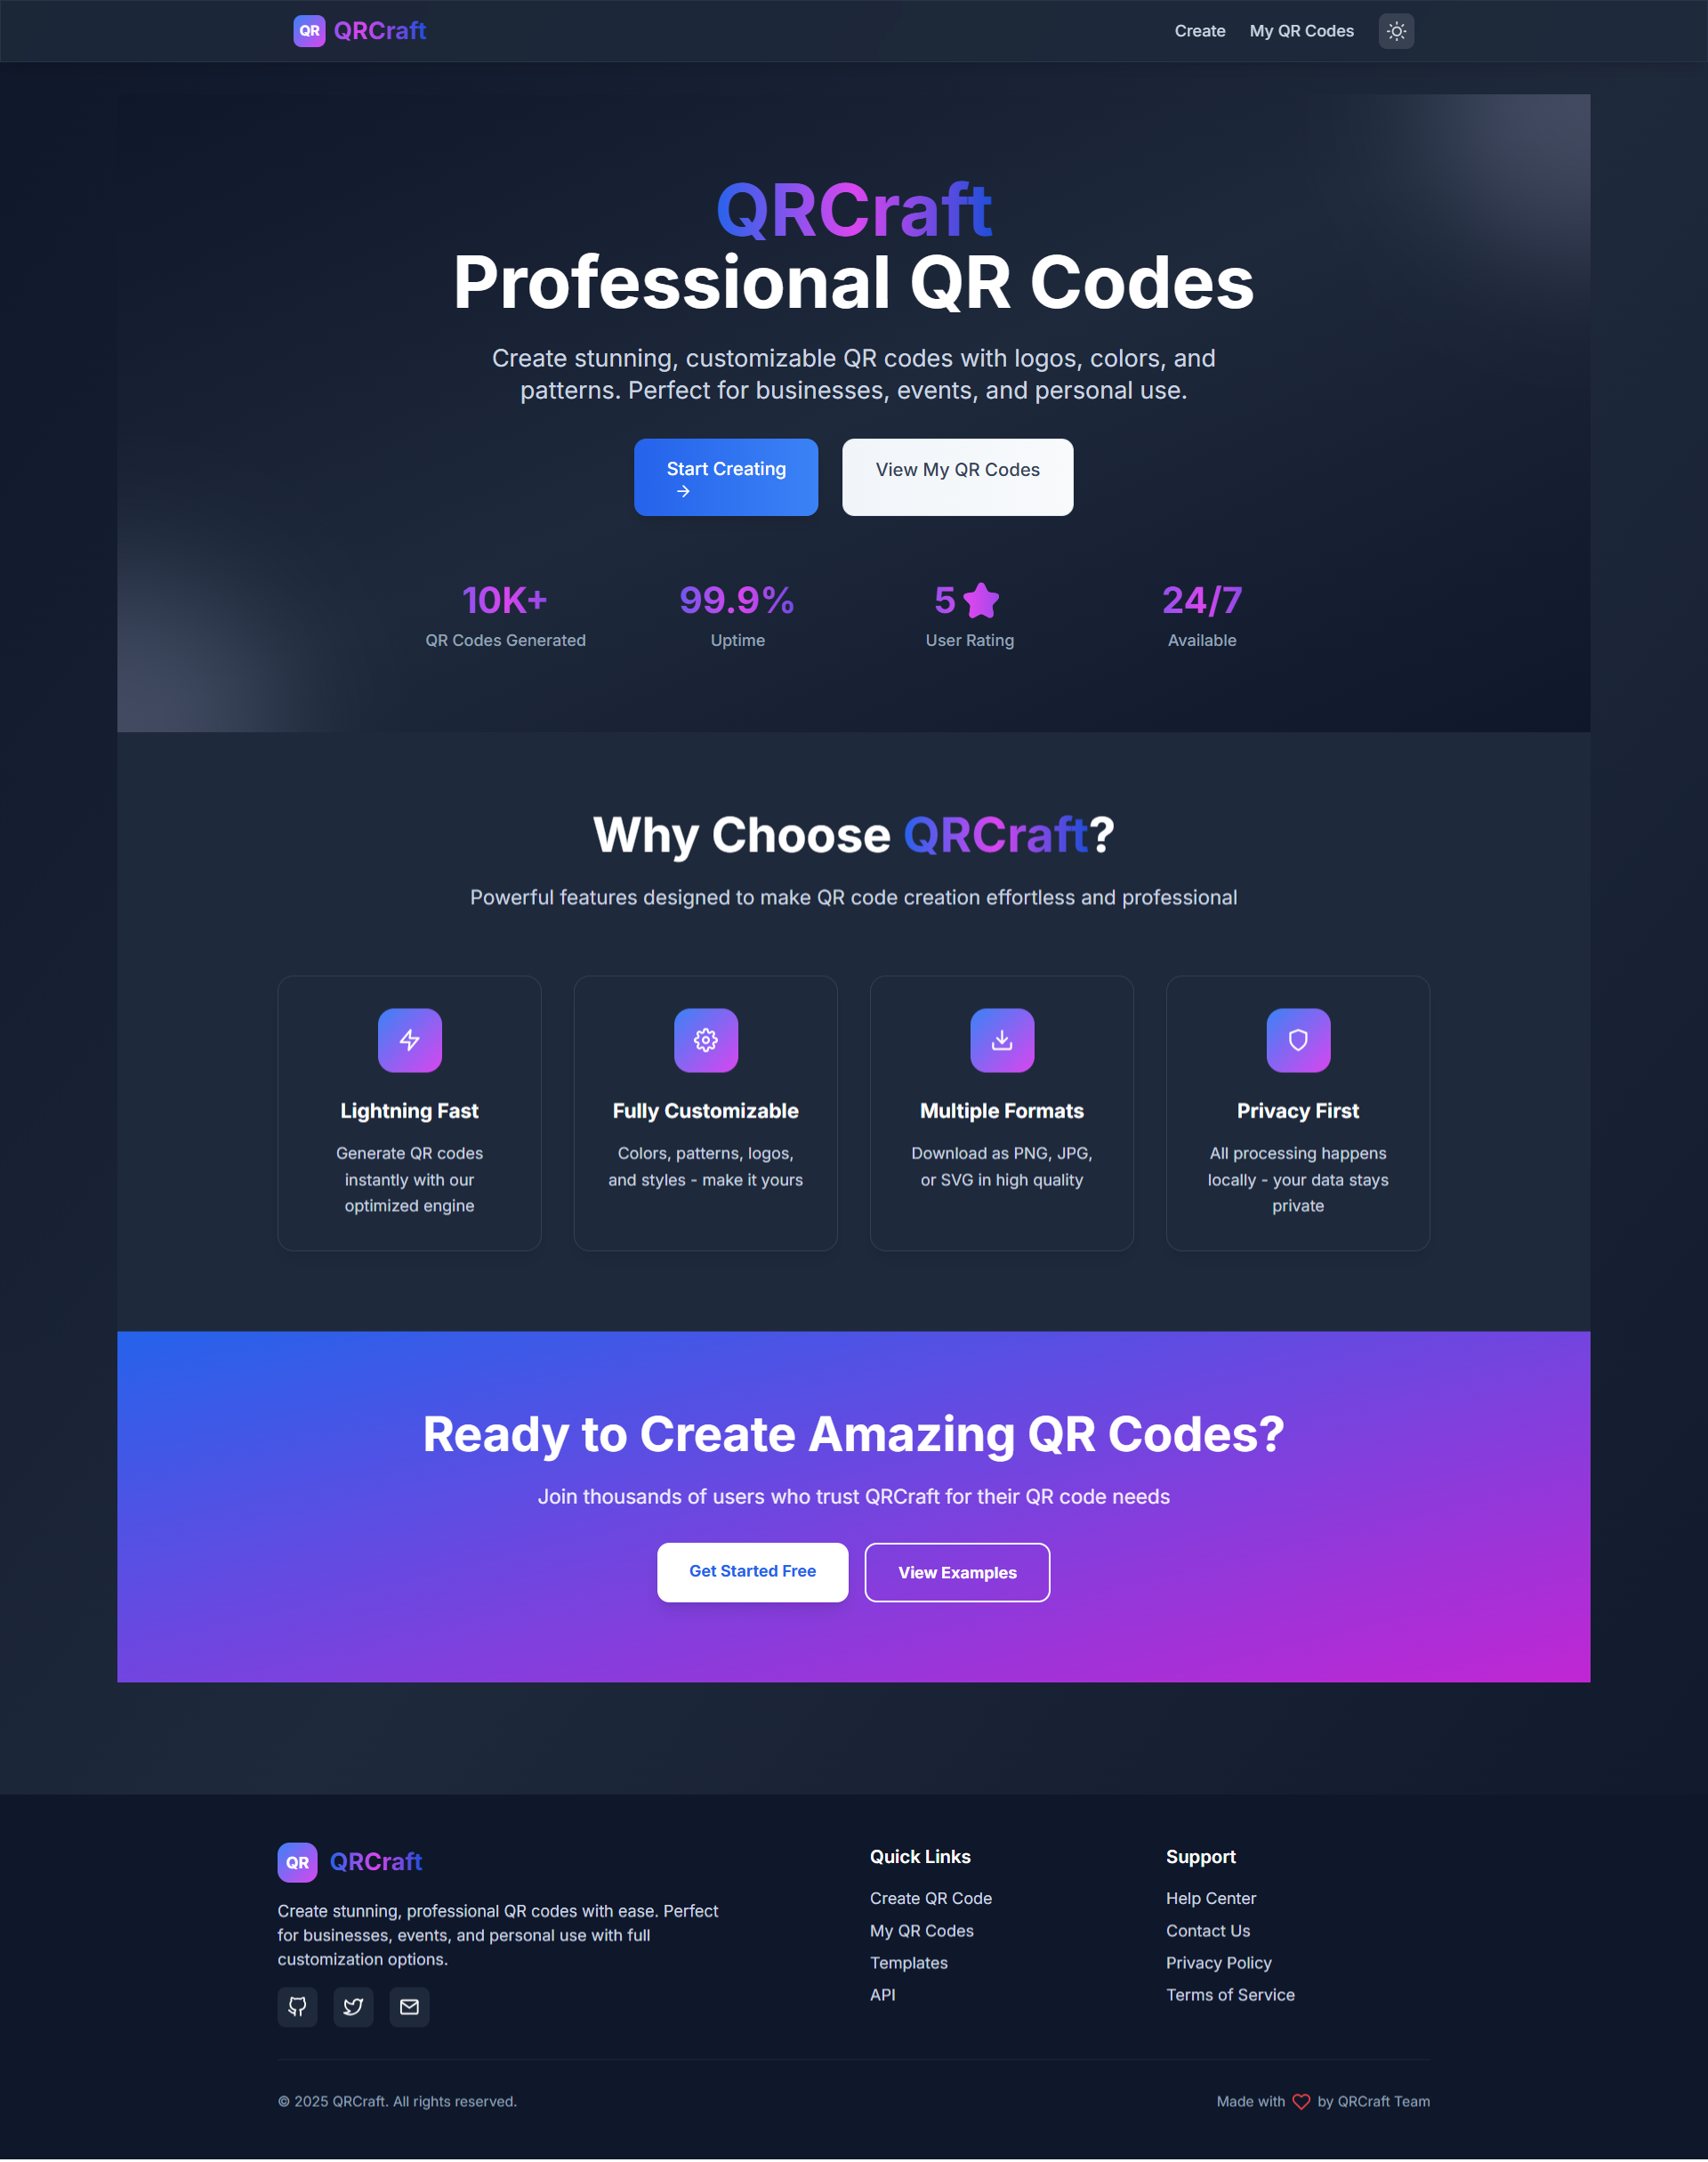 QR QRCraft
Create My QR Codes
QRCraft
Professional QR Codes
Create stunning, customizable QR codes with logos, colors, and
patterns. Perfect for businesses, events, and personal use.
Start Creating
→
View My QR Codes
10K+
QR Codes Generated
99.9%
Uptime
5
User Rating
24/7
Available
Why Choose QRCraft?
Powerful features designed to make QR code creation effortless and professional
Lightning Fast
Generate QR codes
instantly with our
optimized engine
Fully Customizable
Colors, patterns, logos,
and styles - make it yours
Multiple Formats
Download as PNG, JPG,
or SVG in high quality
Privacy First
All processing happens
locally - your data stays
private
Ready to Create Amazing QR Codes?
Join thousands of users who trust QRCraft for their QR code needs
Get Started Free
View Examples
QR QRCraft
Create stunning, professional QR codes with ease. Perfect
for businesses, events, and personal use with full
customization options.
Quick Links
Create QR Code
My QR Codes
Templates
API
Support
Help Center
Contact Us
Privacy Policy
Terms of Service
© 2025 QRCraft. All rights reserved.
Made with by QRCraft Team